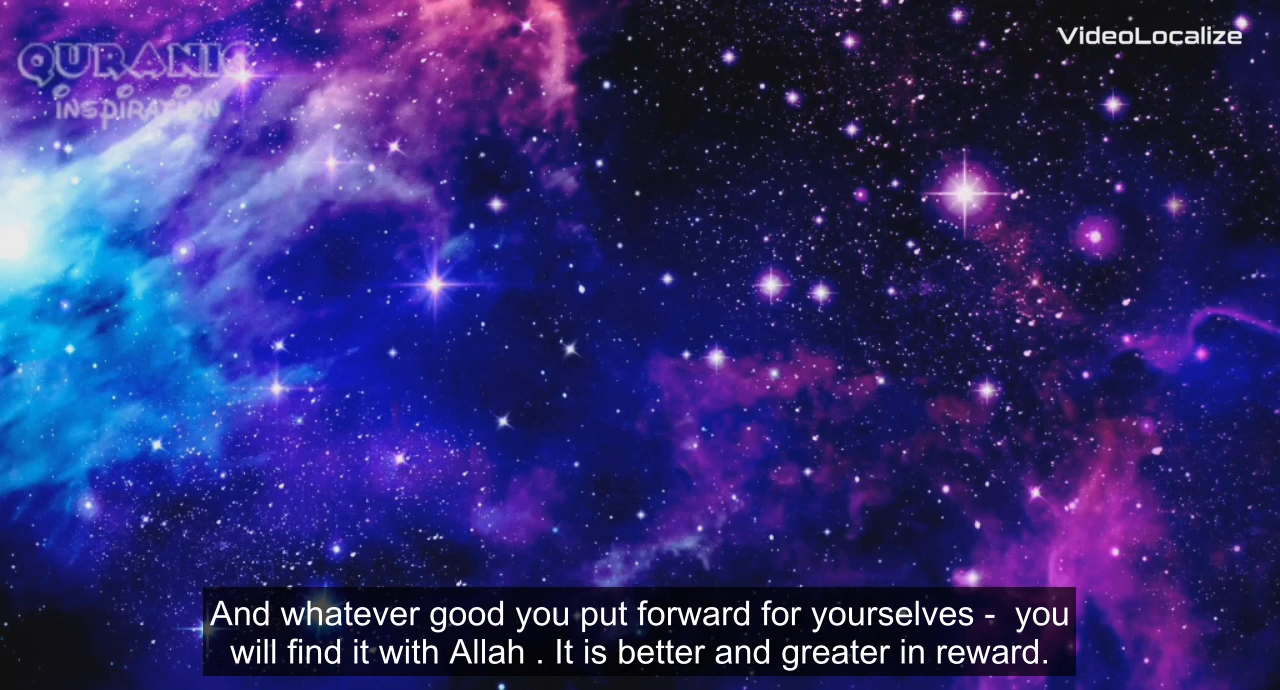 QURANIC
INSPIRATION
VideoLocalize
And whatever good you put forward for yourselves -  you
will find it with Allah . It is better and greater in reward.